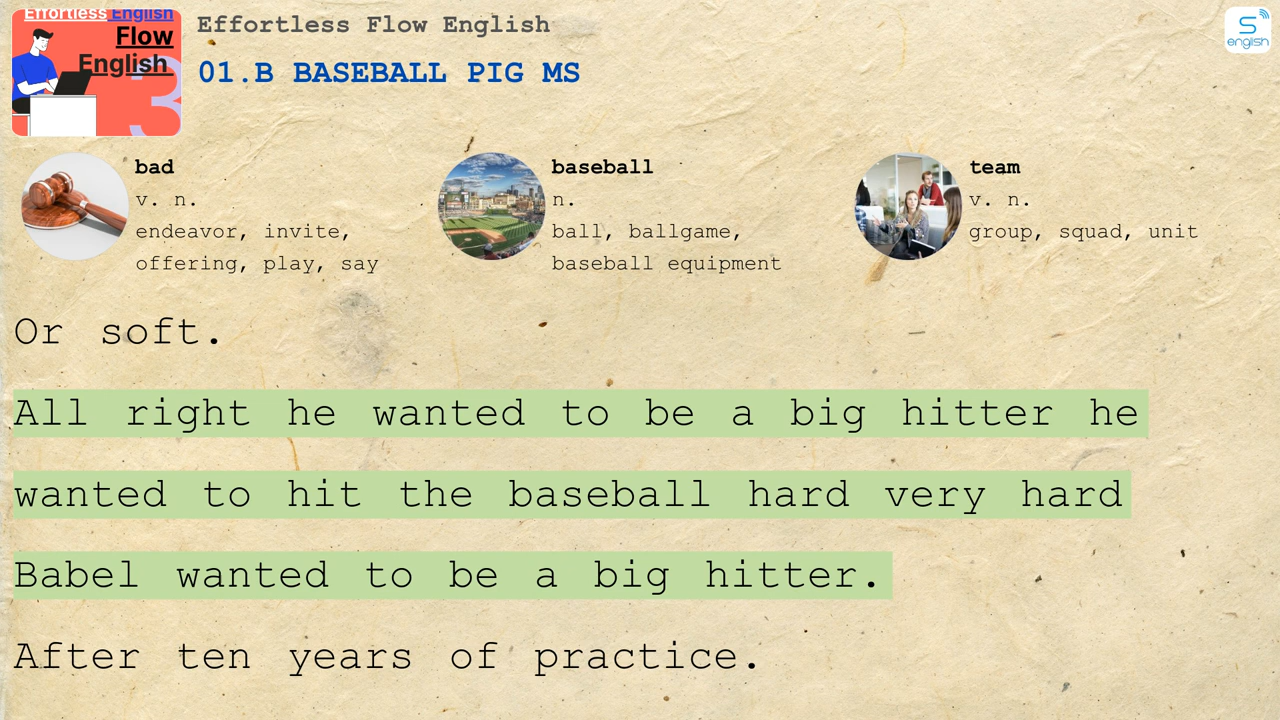 Effortless English
Flow
English
3
Effortless Flow English
01.B BASEBALL PIG MS
S
english
bad
v. n.
endeavor, invite,
offering, play, say
baseball
n.
ball, ballgame,
baseball equipment
team
v. n.
group, squad, unit
Or soft.
All right he wanted to be a big hitter he
wanted to hit the baseball hard very hard
Babel wanted to be a big hitter.
After ten years of practice.